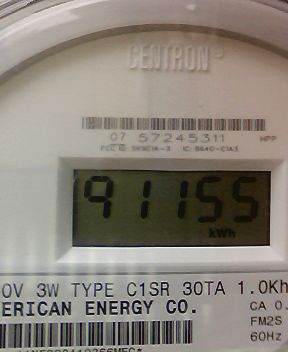 CENTRON
07 57245311 HPP
91155
kWh
0V 3W TYPE C1SR 30TA 1.0Kh
ERICAN ENERGY CO. CA 0.
FM2S
60Hz